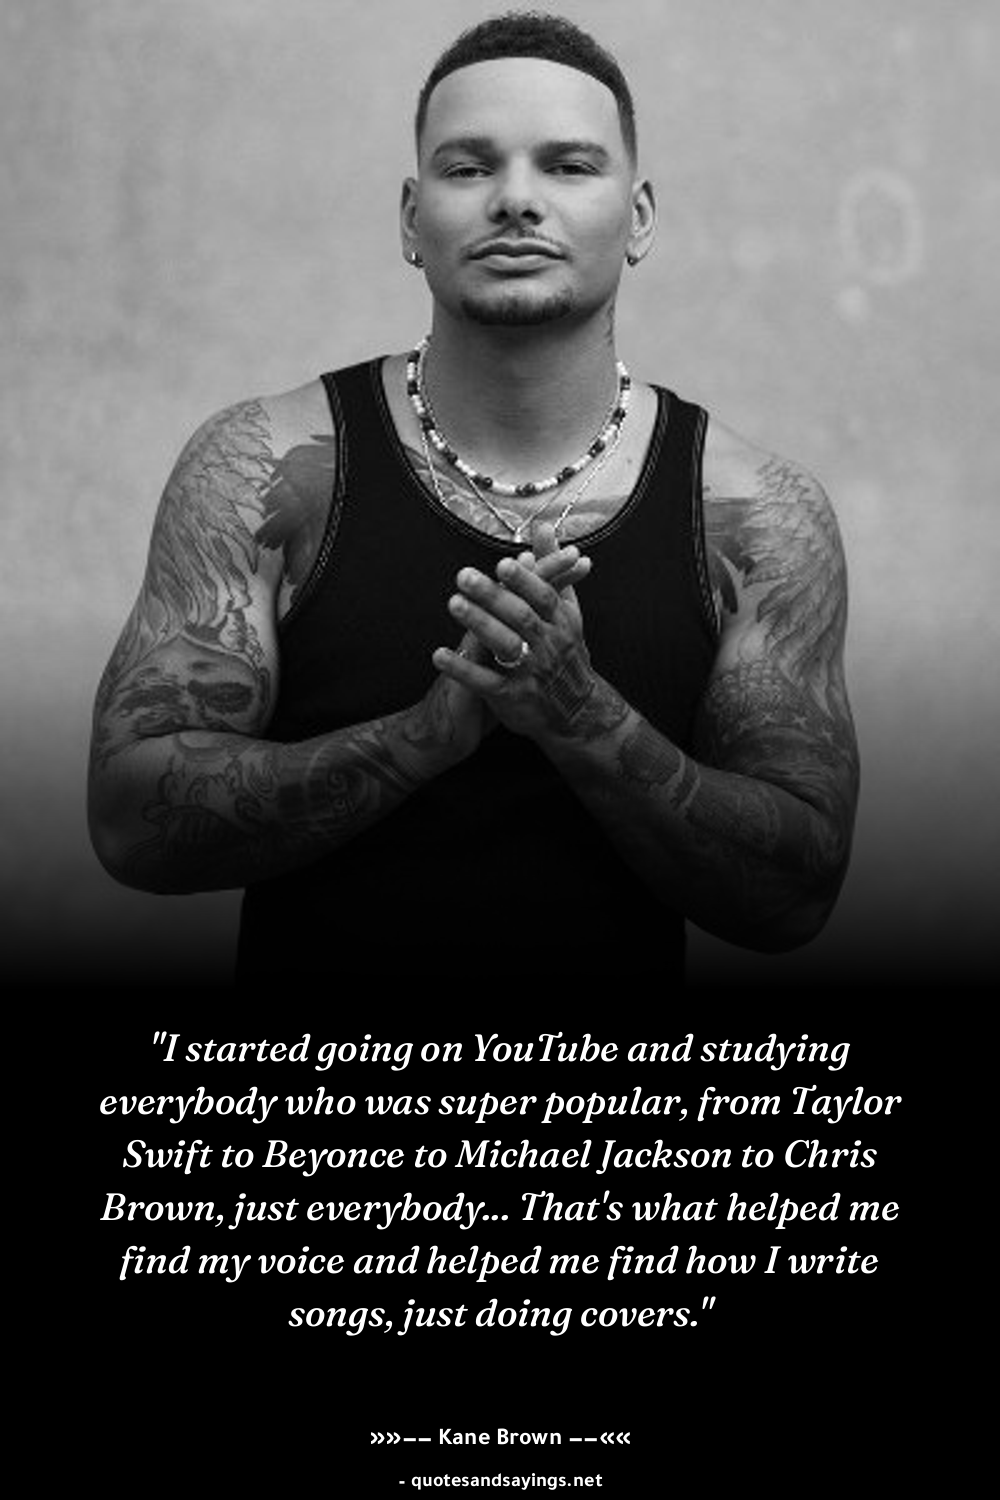 "I started going on YouTube and studying
everybody who was super popular, from Taylor
Swift to Beyonce to Michael Jackson to Chris
Brown, just everybody... That's what helped me
find my voice and helped me find how I write
songs, just doing covers."
»»–– Kane Brown ––««
- quotesandsayings.net